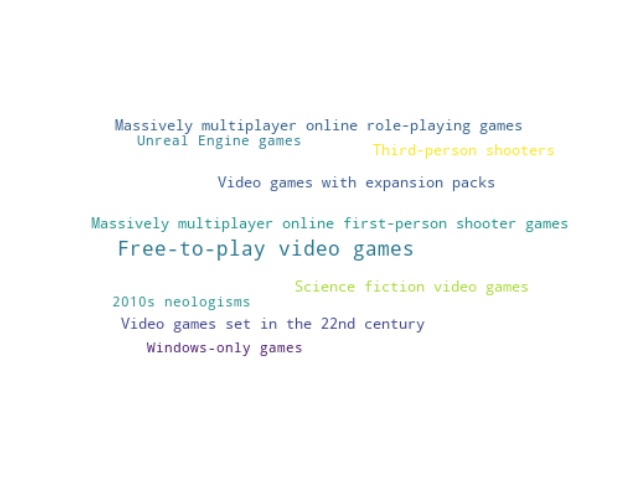 Massively multiplayer online role-playing games
Unreal Engine games
Third-person shooters
Video games with expansion packs
Massively multiplayer online first-person shooter games
Free-to-play video games
Science fiction video games
2010s neologisms
Video games set in the 22nd century
Windows-only games